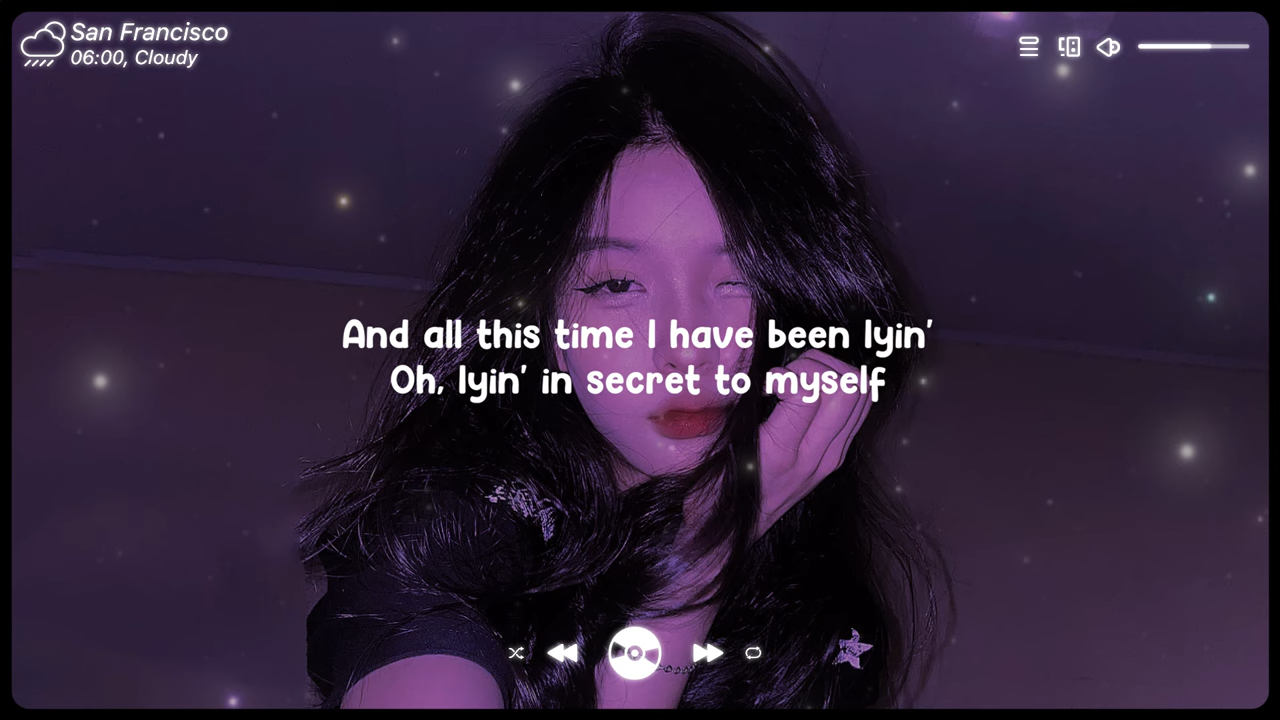 San Francisco
06:00, Cloudy
And all this time I have been lyin'
Oh, lyin' in secret to myself